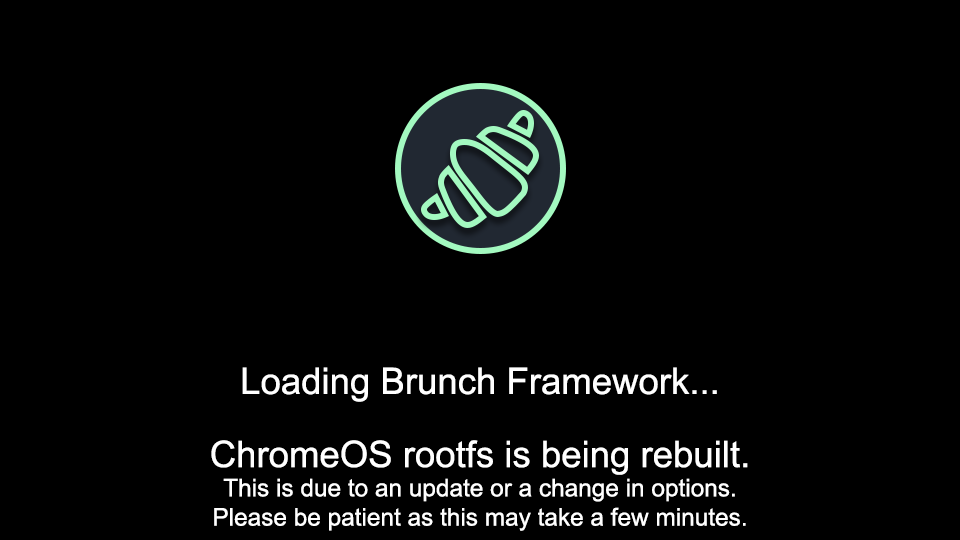 Loading Brunch Framework...
ChromeOS rootfs is being rebuilt.
This is due to an update or a change in options.
Please be patient as this may take a few minutes.